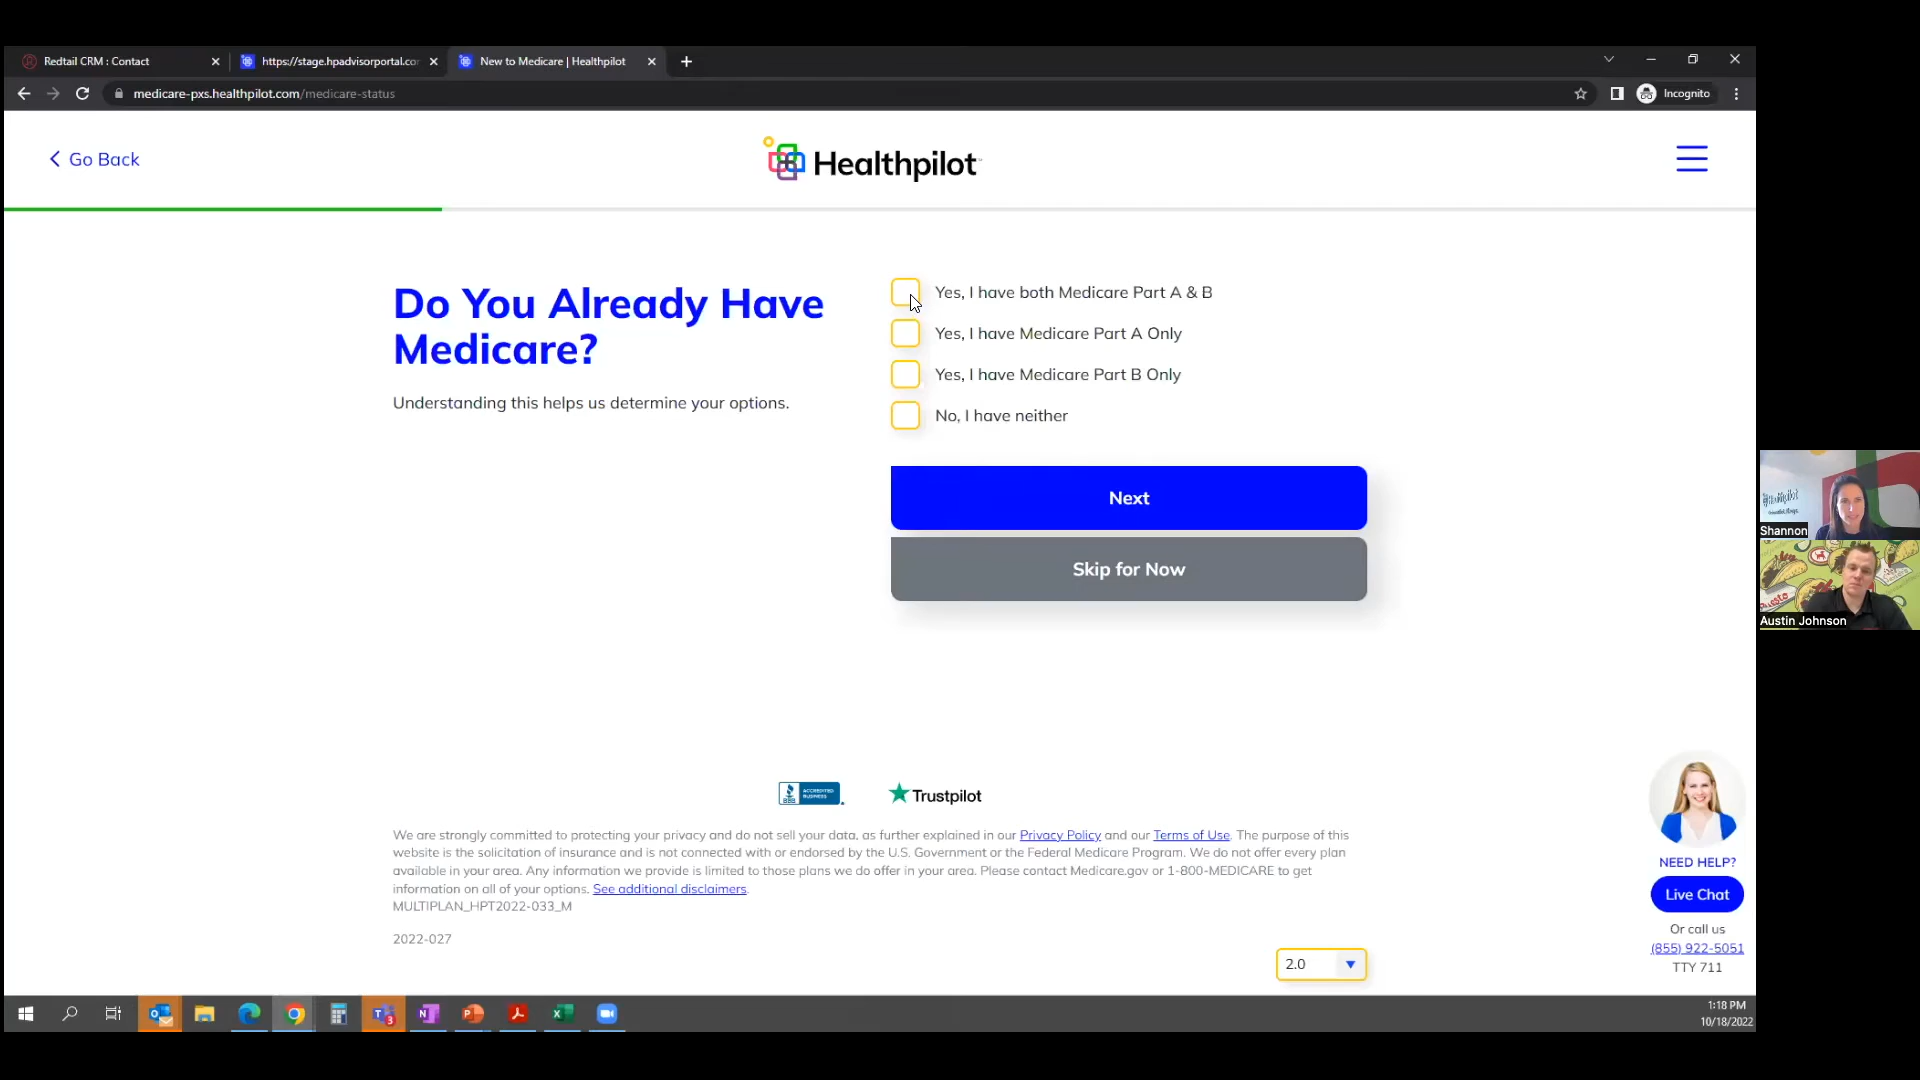 Redtail CRM : Contact
https://stage.hpadvisorportal.co
New to Medicare | Healthpilot
medicare-pxs.healthpilot.com/medicare-status
Incognito
Go Back
Healthpilot
Do You Already Have
Medicare?
Understanding this helps us determine your options.
Yes, I have both Medicare Part A & B
Yes, I have Medicare Part A Only
Yes, I have Medicare Part B Only
No, I have neither
Next
Skip for Now
Shannon
Austin Johnson
BBB
ACCREDITED
BUSINESS
Trustpilot
We are strongly committed to protecting your privacy and do not sell your data, as further explained in our Privacy Policy and our Terms of Use. The purpose of this
website is the solicitation of insurance and is not connected with or endorsed by the U.S. Government or the Federal Medicare Program. We do not offer every plan
available in your area. Any information we provide is limited to those plans we do offer in your area. Please contact Medicare.gov or 1-800-MEDICARE to get
information on all of your options. See additional disclaimers.
MULTIPLAN_HPT2022-033_M
2022-027
2.0
NEED HELP?
Live Chat
Or call us
(855) 922-5051
TTY 711
1:18 PM
10/18/2022